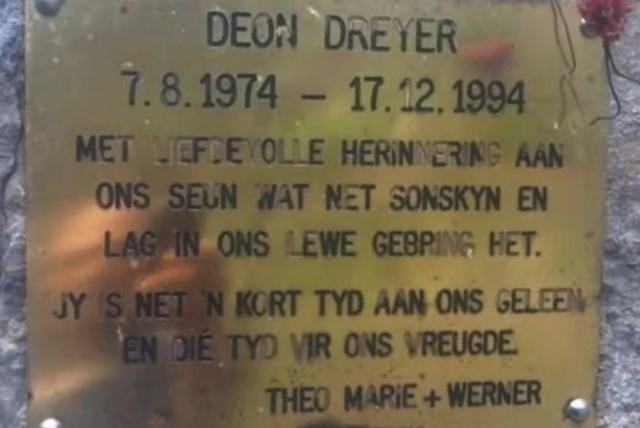 DEON DREYER
7.8.1974 – 17.12.1994
MET LIEFDEVOLLE HERINNERING AAN
ONS SEUN WAT NET SONSKYN EN
LAG IN ONS LEWE GEBRING HET.
JY IS NET 'N KORT TYD AAN ONS GELEEN
EN DIÉ TYD VIR ONS VREUGDE.
THEO MARIE + WERNER